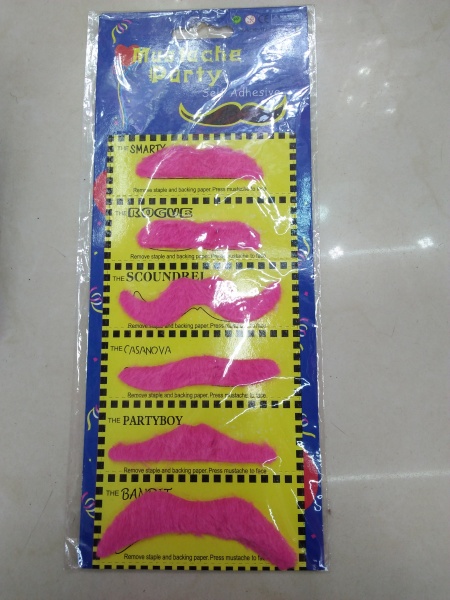 Mustache
Party
Self Adhesive
THE SMARTY
Remove staple and backing paper. Press mustache to face
THE ROGUE
Remove staple and backing paper. Press mustache to face
THE SCOUNDREL
Remove staple and backing paper. Press mustache to face
THE CASANOVA
Remove staple and backing paper. Press mustache to face
THE PARTYBOY
Remove staple and backing paper. Press mustache to face
THE BANDIT
Remove staple and backing paper. Press mustache to face